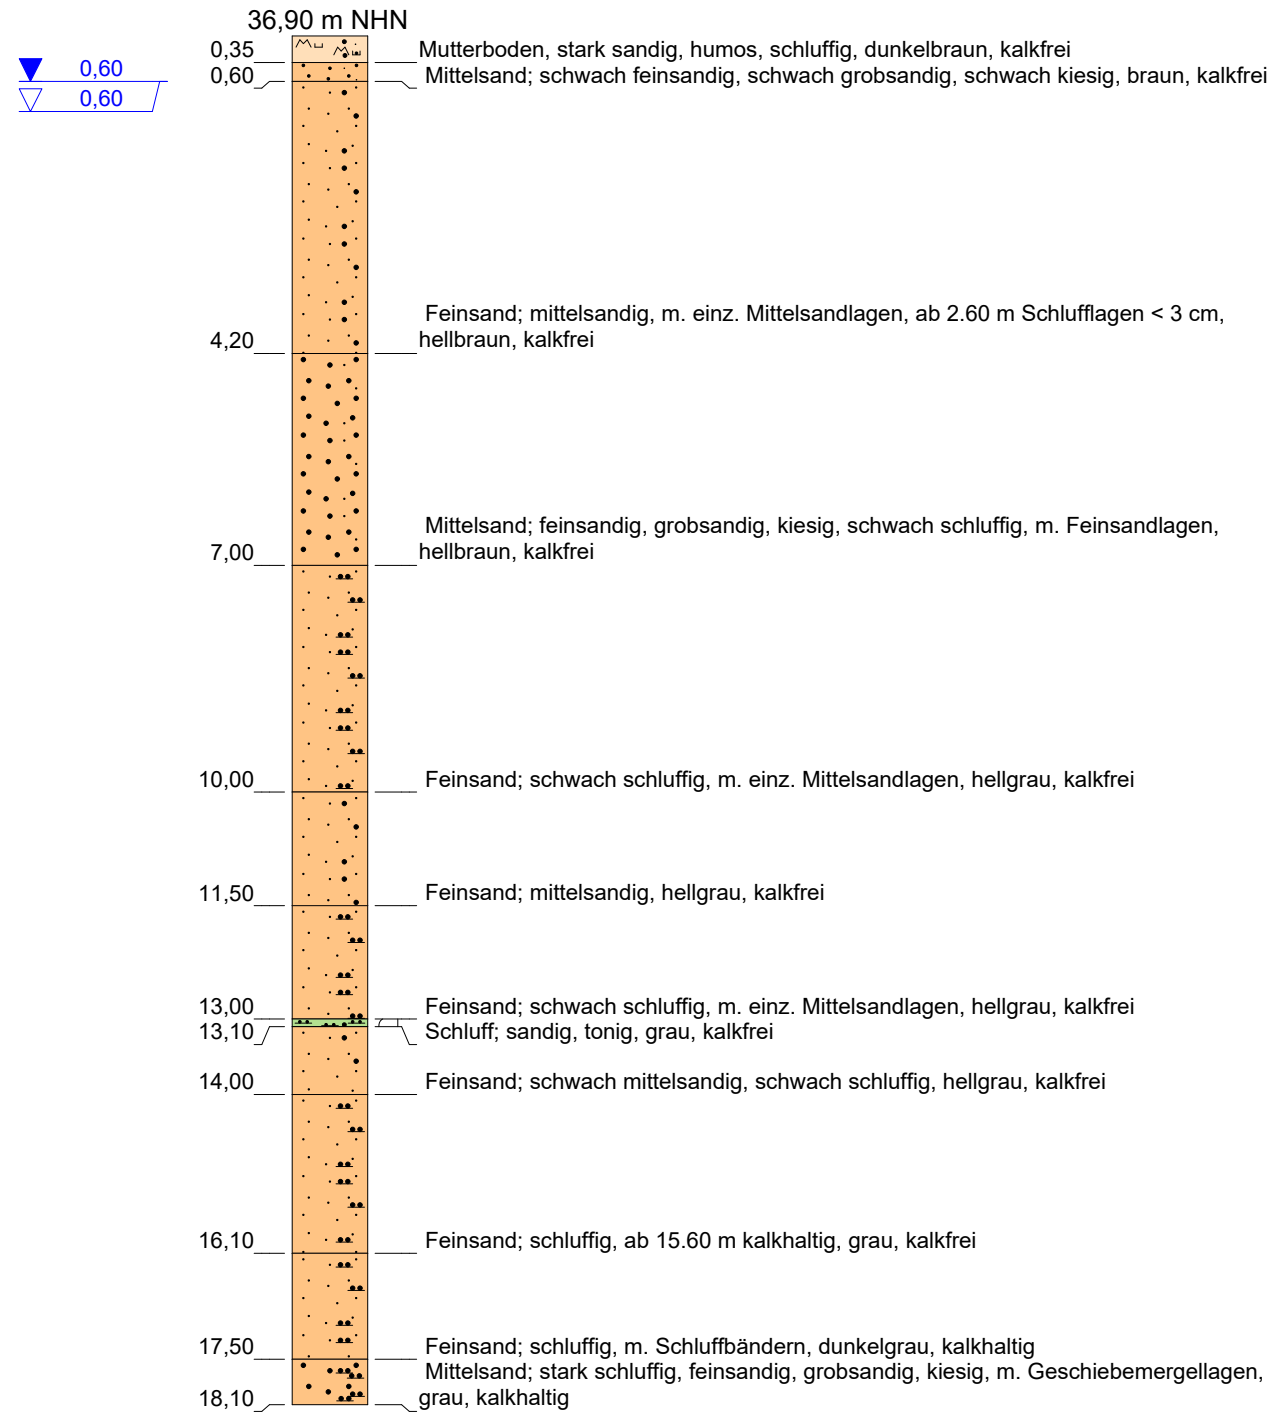 36,90 m NHN
0,35 Mutterboden, stark sandig, humos, schluffig, dunkelbraun, kalkfrei
0,60
0,60 Mittelsand; schwach feinsandig, schwach grobsandig, schwach kiesig, braun, kalkfrei
0,60
Feinsand; mittelsandig, m. einz. Mittelsandlagen, ab 2.60 m Schlufflagen < 3 cm,
4,20 hellbraun, kalkfrei
Mittelsand; feinsandig, grobsandig, kiesig, schwach schluffig, m. Feinsandlagen,
7,00 hellbraun, kalkfrei
10,00 Feinsand; schwach schluffig, m. einz. Mittelsandlagen, hellgrau, kalkfrei
11,50 Feinsand; mittelsandig, hellgrau, kalkfrei
13,00 Feinsand; schwach schluffig, m. einz. Mittelsandlagen, hellgrau, kalkfrei
13,10 Schluff; sandig, tonig, grau, kalkfrei
14,00 Feinsand; schwach mittelsandig, schwach schluffig, hellgrau, kalkfrei
16,10 Feinsand; schluffig, ab 15.60 m kalkhaltig, grau, kalkfrei
17,50 Feinsand; schluffig, m. Schluffbändern, dunkelgrau, kalkhaltig
Mittelsand; stark schluffig, feinsandig, grobsandig, kiesig, m. Geschiebemergellagen,
18,10 grau, kalkhaltig